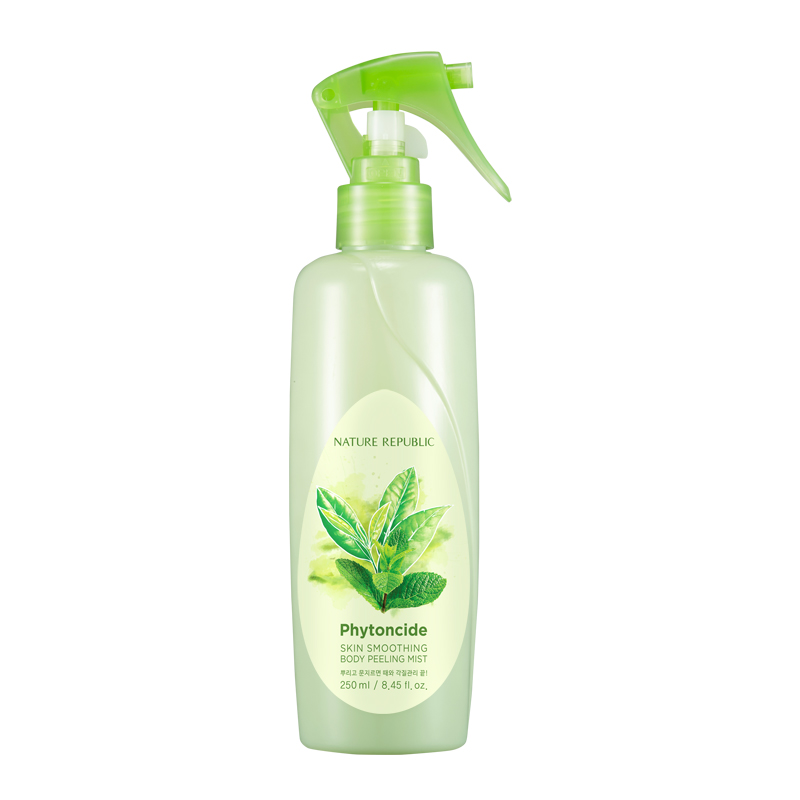 NATURE REPUBLIC
Phytoncide
SKIN SMOOTHING
BODY PEELING MIST
뿌리고 문지르면 때와 각질관리 끝!
250 ml / 8.45 fl. oz.